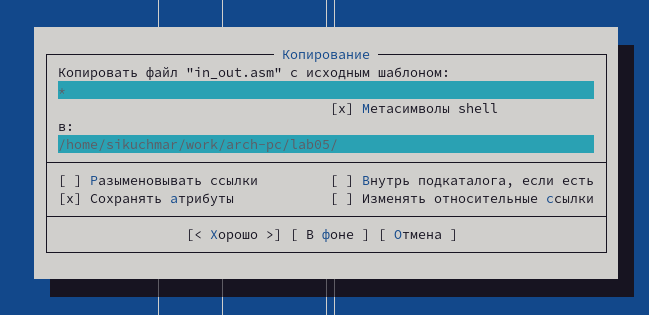 Копирование
Копировать файл "in_out.asm" с исходным шаблоном:
*
[x] Метасимволы shell
в:
/home/sikuchmar/work/arch-pc/lab05/
[ ] Разыменовывать ссылки [ ] Внутрь подкаталога, если есть
[x] Сохранять атрибуты [ ] Изменять относительные ссылки
[< Хорошо >] [ В фоне ] [ Отмена ]